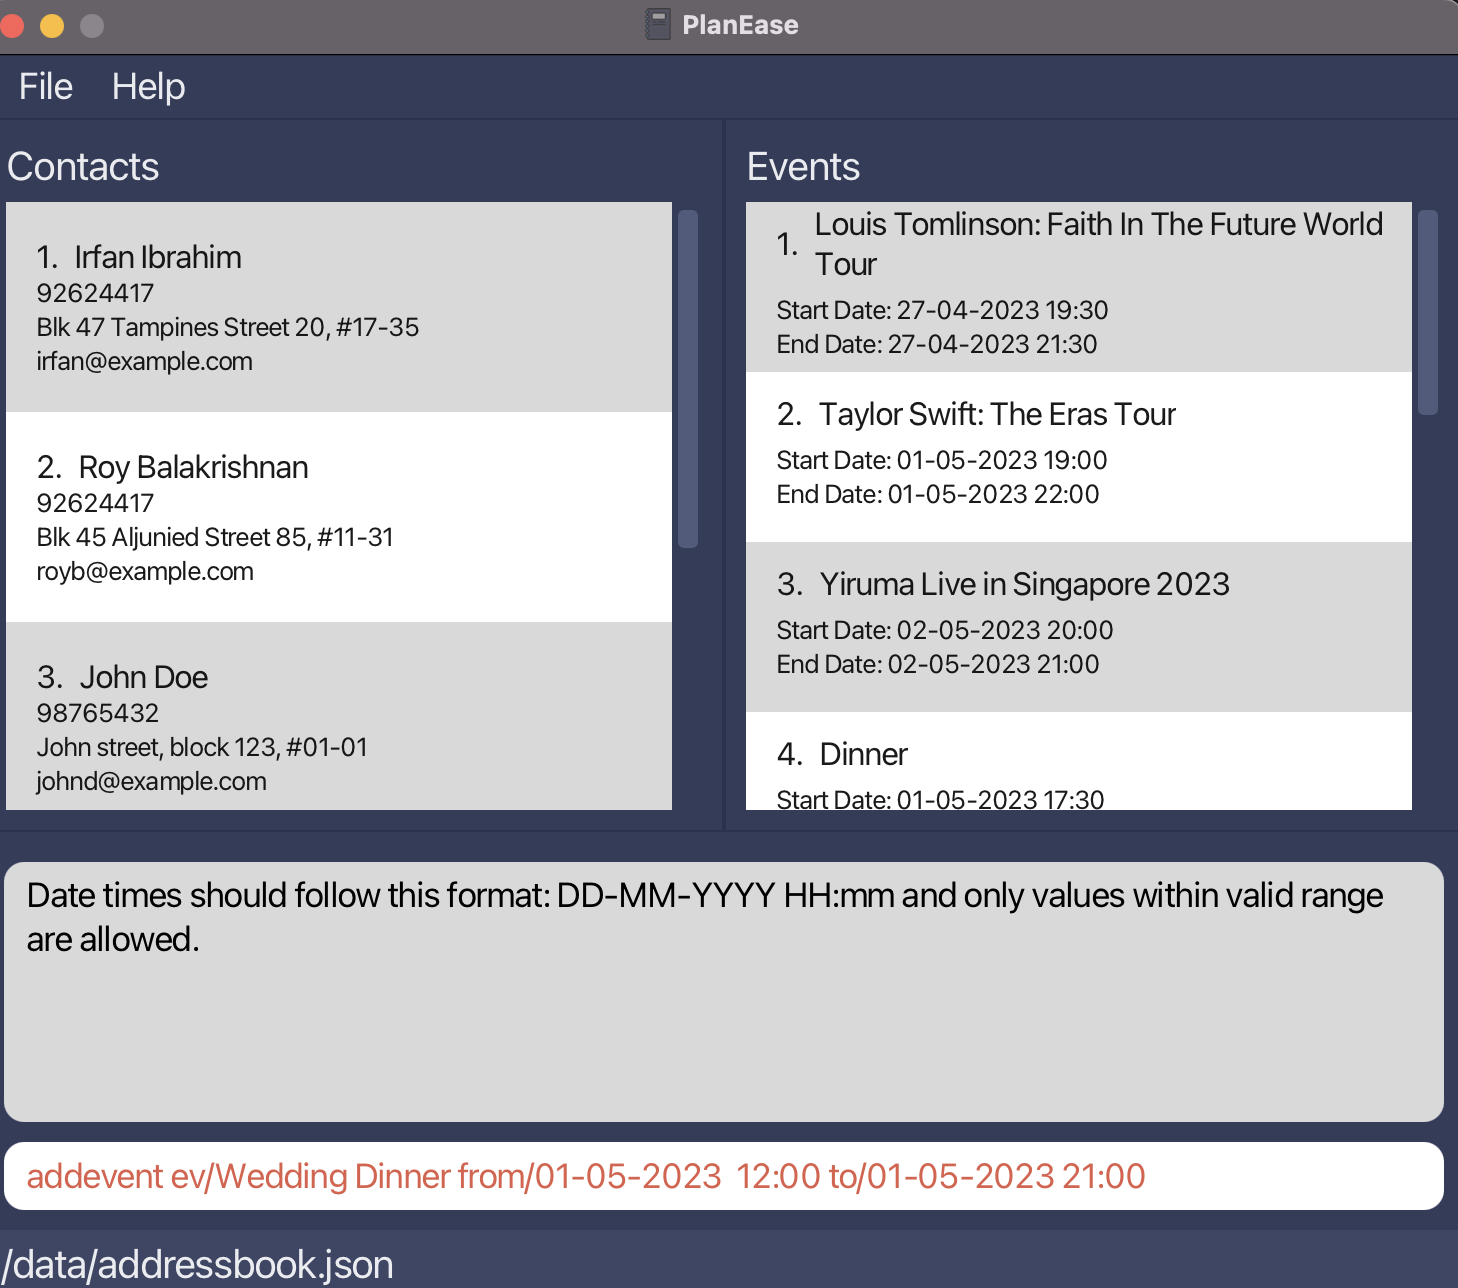 PlanEase
File Help
Contacts
1. Irfan Ibrahim
92624417
Blk 47 Tampines Street 20, #17-35
irfan@example.com
2. Roy Balakrishnan
92624417
Blk 45 Aljunied Street 85, #11-31
royb@example.com
3. John Doe
98765432
John street, block 123, #01-01
johnd@example.com
Events
1. Louis Tomlinson: Faith In The Future World
Tour
Start Date: 27-04-2023 19:30
End Date: 27-04-2023 21:30
2. Taylor Swift: The Eras Tour
Start Date: 01-05-2023 19:00
End Date: 01-05-2023 22:00
3. Yiruma Live in Singapore 2023
Start Date: 02-05-2023 20:00
End Date: 02-05-2023 21:00
4. Dinner
Start Date: 01-05-2023 17:30
Date times should follow this format: DD-MM-YYYY HH:mm and only values within valid range
are allowed.
addevent ev/Wedding Dinner from/01-05-2023  12:00 to/01-05-2023 21:00
/data/addressbook.json